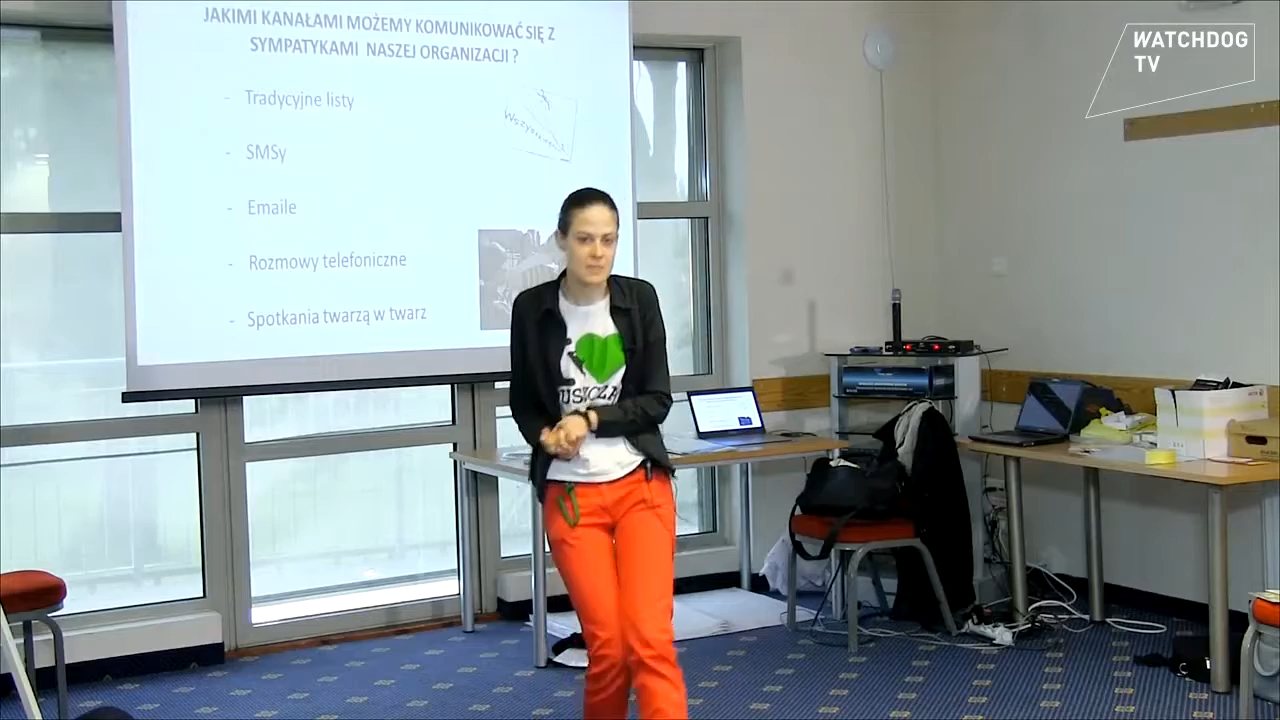 JAKIMI KANAŁAMI MOŻEMY KOMUNIKOWAĆ SIĘ Z
SYMPATYKAMI NASZEJ ORGANIZACJI ?
- Tradycyjne listy
- SMSy
- Emaile
- Rozmowy telefoniczne
- Spotkania twarzą w twarz
WATCHDOG
TV